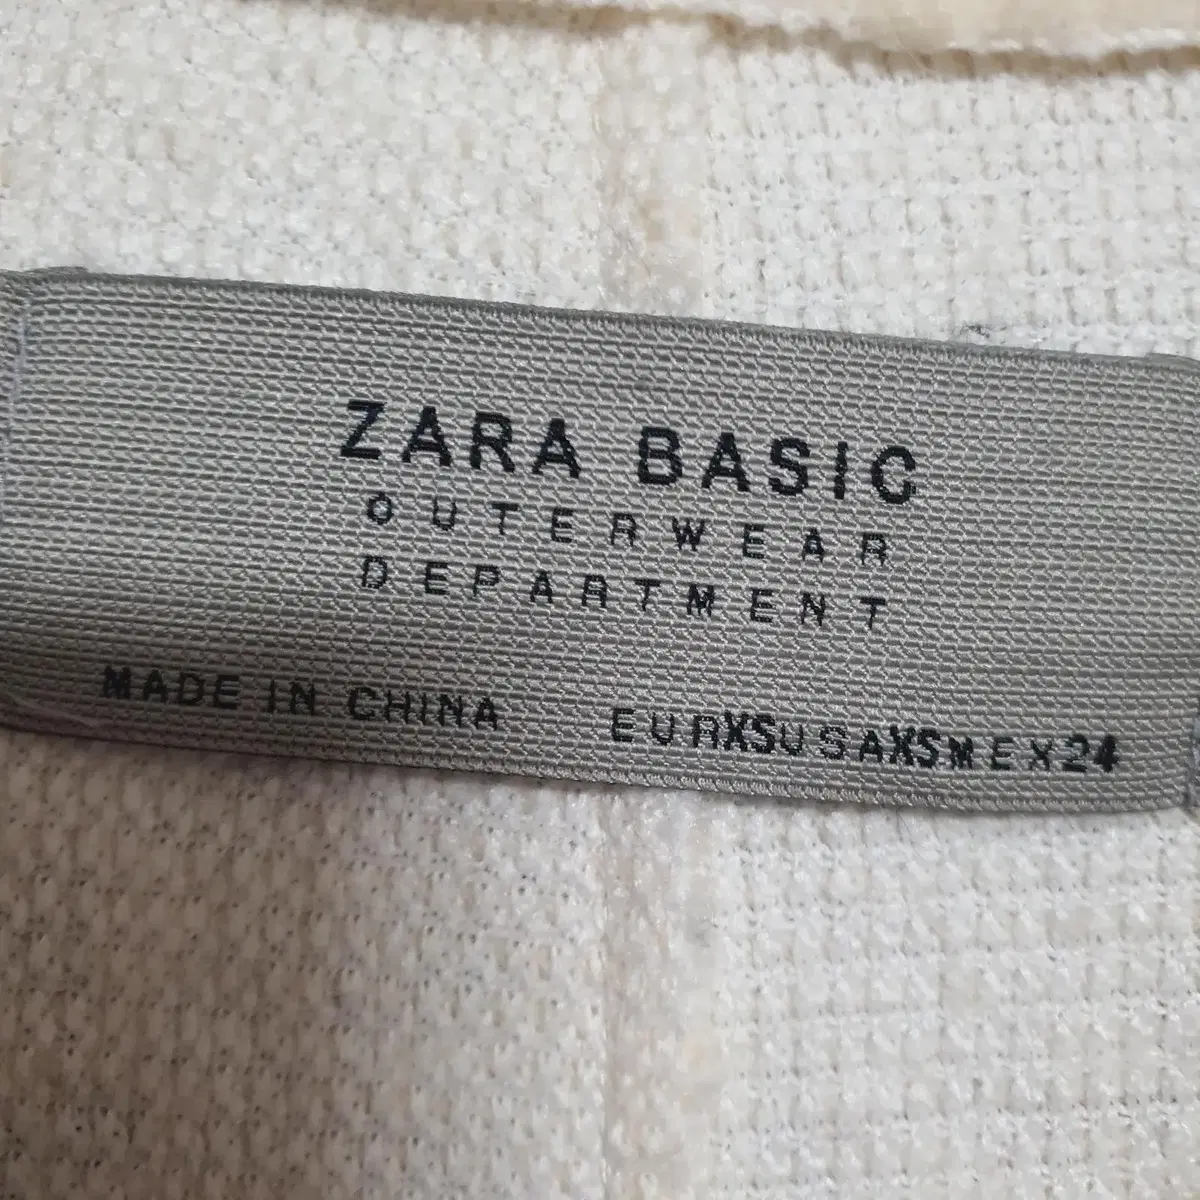 ZARA BASIC
OUTERWEAR
DEPARTMENT
MADE IN CHINA EUR XS USA XS MEX 24